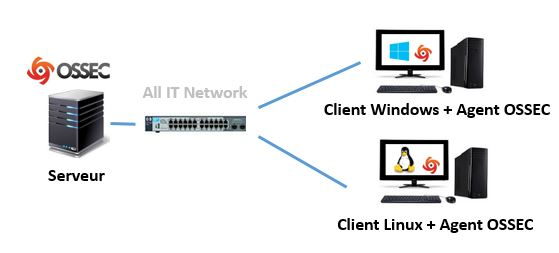 OSSEC
All IT Network
Client Windows + Agent OSSEC
Serveur
Client Linux + Agent OSSEC